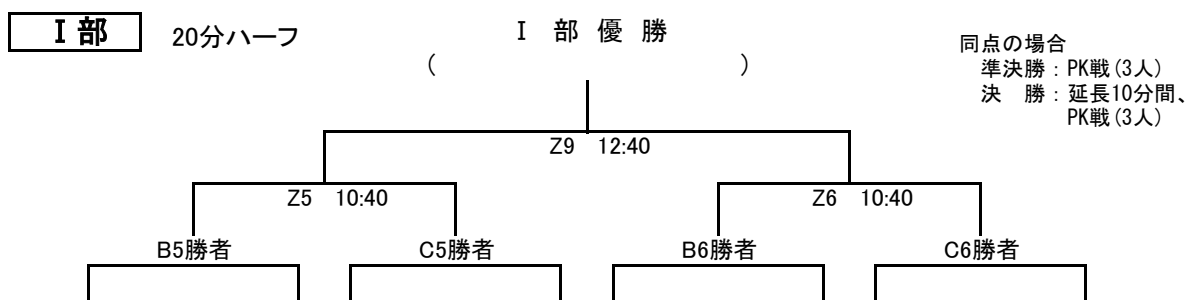 Ⅰ部
20分ハーフ
Ⅰ 部 優 勝
(　　　　　　　　　　)
同点の場合
準決勝：PK戦(3人)
決　勝：延長10分間、
PK戦(3人)
Z9　12:40
Z5　10:40
Z6　10:40
B5勝者
C5勝者
B6勝者
C6勝者